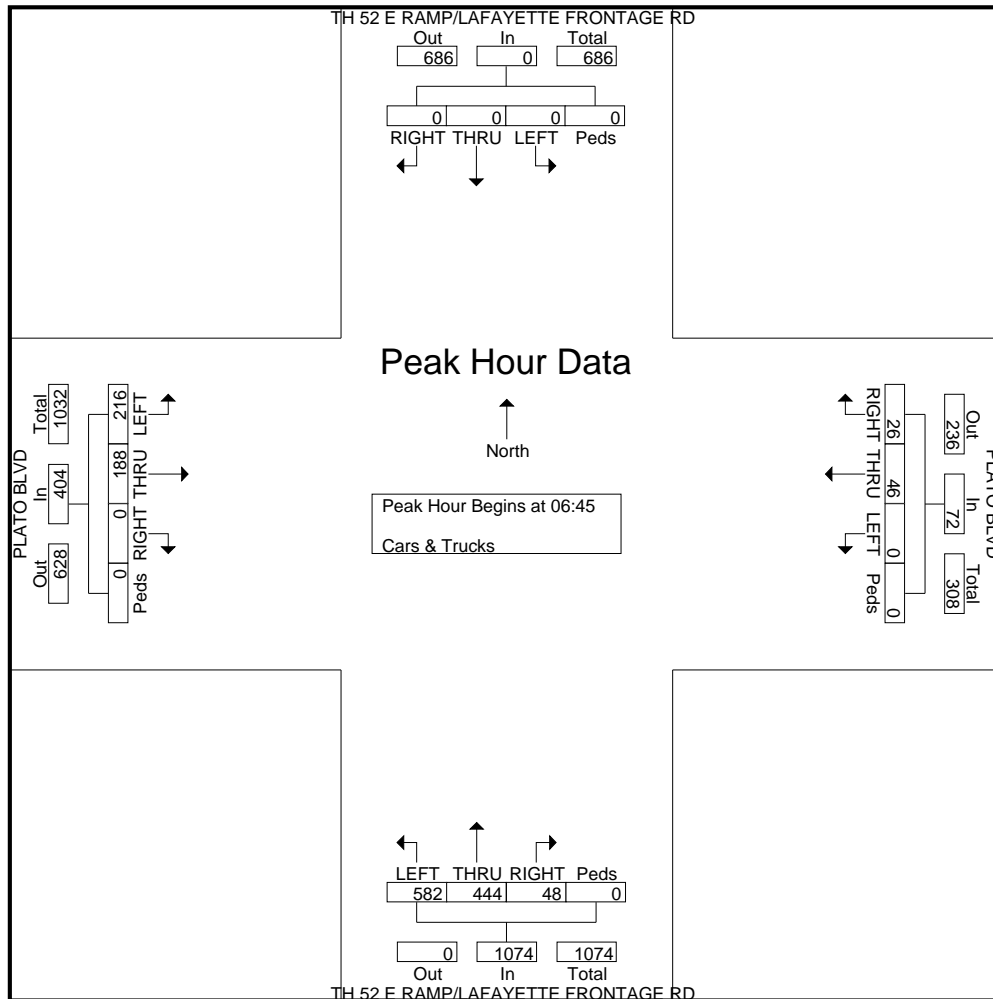 TH 52 E RAMP/LAFAYETTE FRONTAGE RD
Out In Total
686 0 686
0 0 0 0
RIGHT THRU LEFT Peds
Peak Hour Data
North
Peak Hour Begins at 06:45
Cars & Trucks
PLATO BLVD
Out In Total
628 404 1032
0 0 188 216
Peds RIGHT THRU LEFT
PLATO BLVD
Out In Total
236 72 308
26 46 0 0
RIGHT THRU LEFT Peds
LEFT THRU RIGHT Peds
582 444 48 0
0 1074 1074
Out In Total
TH 52 E RAMP/LAFAYETTE FRONTAGE RD